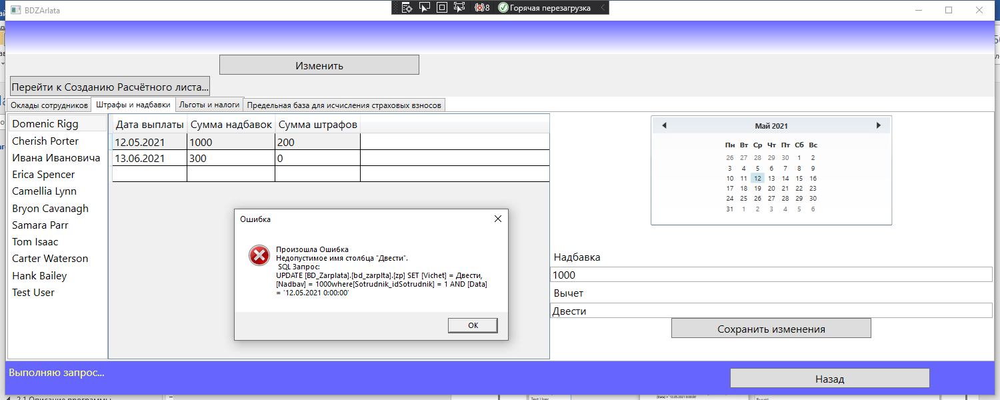 BDZArlata
8
Горячая перезагрузка
Изменить
Перейти к Созданию Расчётного листа...
Оклады сотрудников
Штрафы и надбавки
Льготы и налоги
Предельная база для исчисления страховых взносов
Domenic Rigg
Cherish Porter
Ивана Ивановича
Erica Spencer
Camellia Lynn
Bryon Cavanagh
Samara Parr
Tom Isaac
Carter Waterson
Hank Bailey
Test User
Дата выплаты Сумма надбавок Сумма штрафов
12.05.2021 1000 200
13.06.2021 300 0
Май 2021
Пн Вт Ср Чт Пт Сб Вс
26 27 28 29 30 1 2
3 4 5 6 7 8 9
10 11 12 13 14 15 16
17 18 19 20 21 22 23
24 25 26 27 28 29 30
31 1 2 3 4 5 6
Ошибка
Произошла Ошибка
Недопустимое имя столбца "Двести".
SQL Запрос:
UPDATE [BD_Zarplata].[bd_zarplta].[zp] SET [Vichet] = Двести,
[Nadbav] = 1000where[Sotrudnik_idSotrudnik] = 1 AND [Data]
= '12.05.2021 0:00:00'
ОК
Надбавка
1000
Вычет
Двести
Сохранить изменения
Выполняю запрос...
Назад
2.1 Описание программы